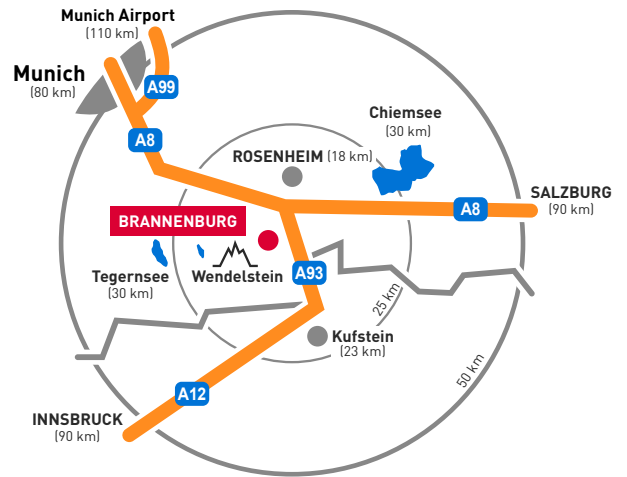 Munich Airport
(110 km)
Munich
(80 km)
A99
Chiemsee
(30 km)
A8
ROSENHEIM (18 km)
SALZBURG
(90 km)
A8
BRANNENBURG
Tegernsee
(30 km)
Wendelstein
A93
25 km
Kufstein
(23 km)
50 km
A12
INNSBRUCK
(90 km)